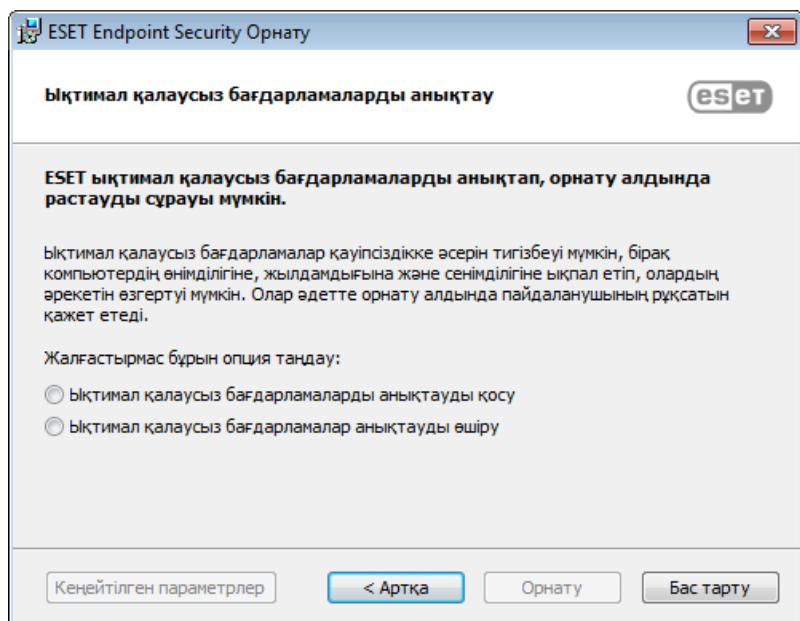 ESET Endpoint Security Орнату
Ықтимал қалаусыз бағдарламаларды анықтау
eseT
ESET ықтимал қалаусыз бағдарламаларды анықтап, орнату алдында
растауды сұрауы мүмкін.
Ықтимал қалаусыз бағдарламалар қауіпсіздікке әсерін тигізбеуі мүмкін, бірақ
компьютердің өнімділігіне, жылдамдығына және сенімділігіне ықпал етіп, олардың
әрекетін өзгертуі мүмкін. Олар әдетте орнату алдында пайдаланушының рұқсатын
қажет етеді.
Жалғастырмас бұрын опция таңдау:
Ықтимал қалаусыз бағдарламаларды анықтауды қосу
Ықтимал қалаусыз бағдарламалар анықтауды өшіру
Кеңейтілген параметрлер
< Артқа
Орнату
Бас тарту